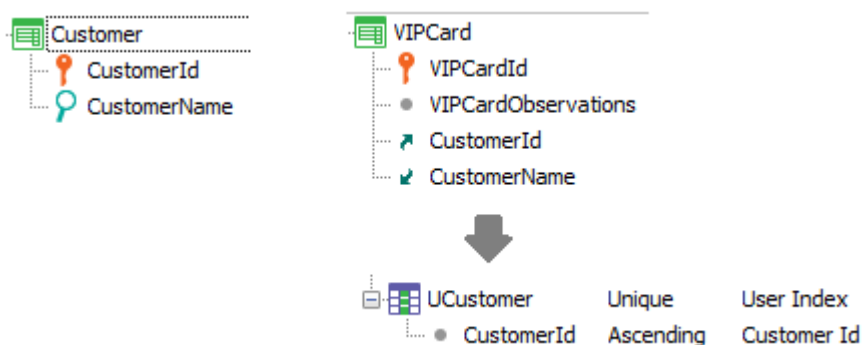 Customer
CustomerId
CustomerName
VIPCard
VIPCardId
VIPCardObservations
CustomerId
CustomerName
UCustomer Unique User Index
CustomerId Ascending Customer Id